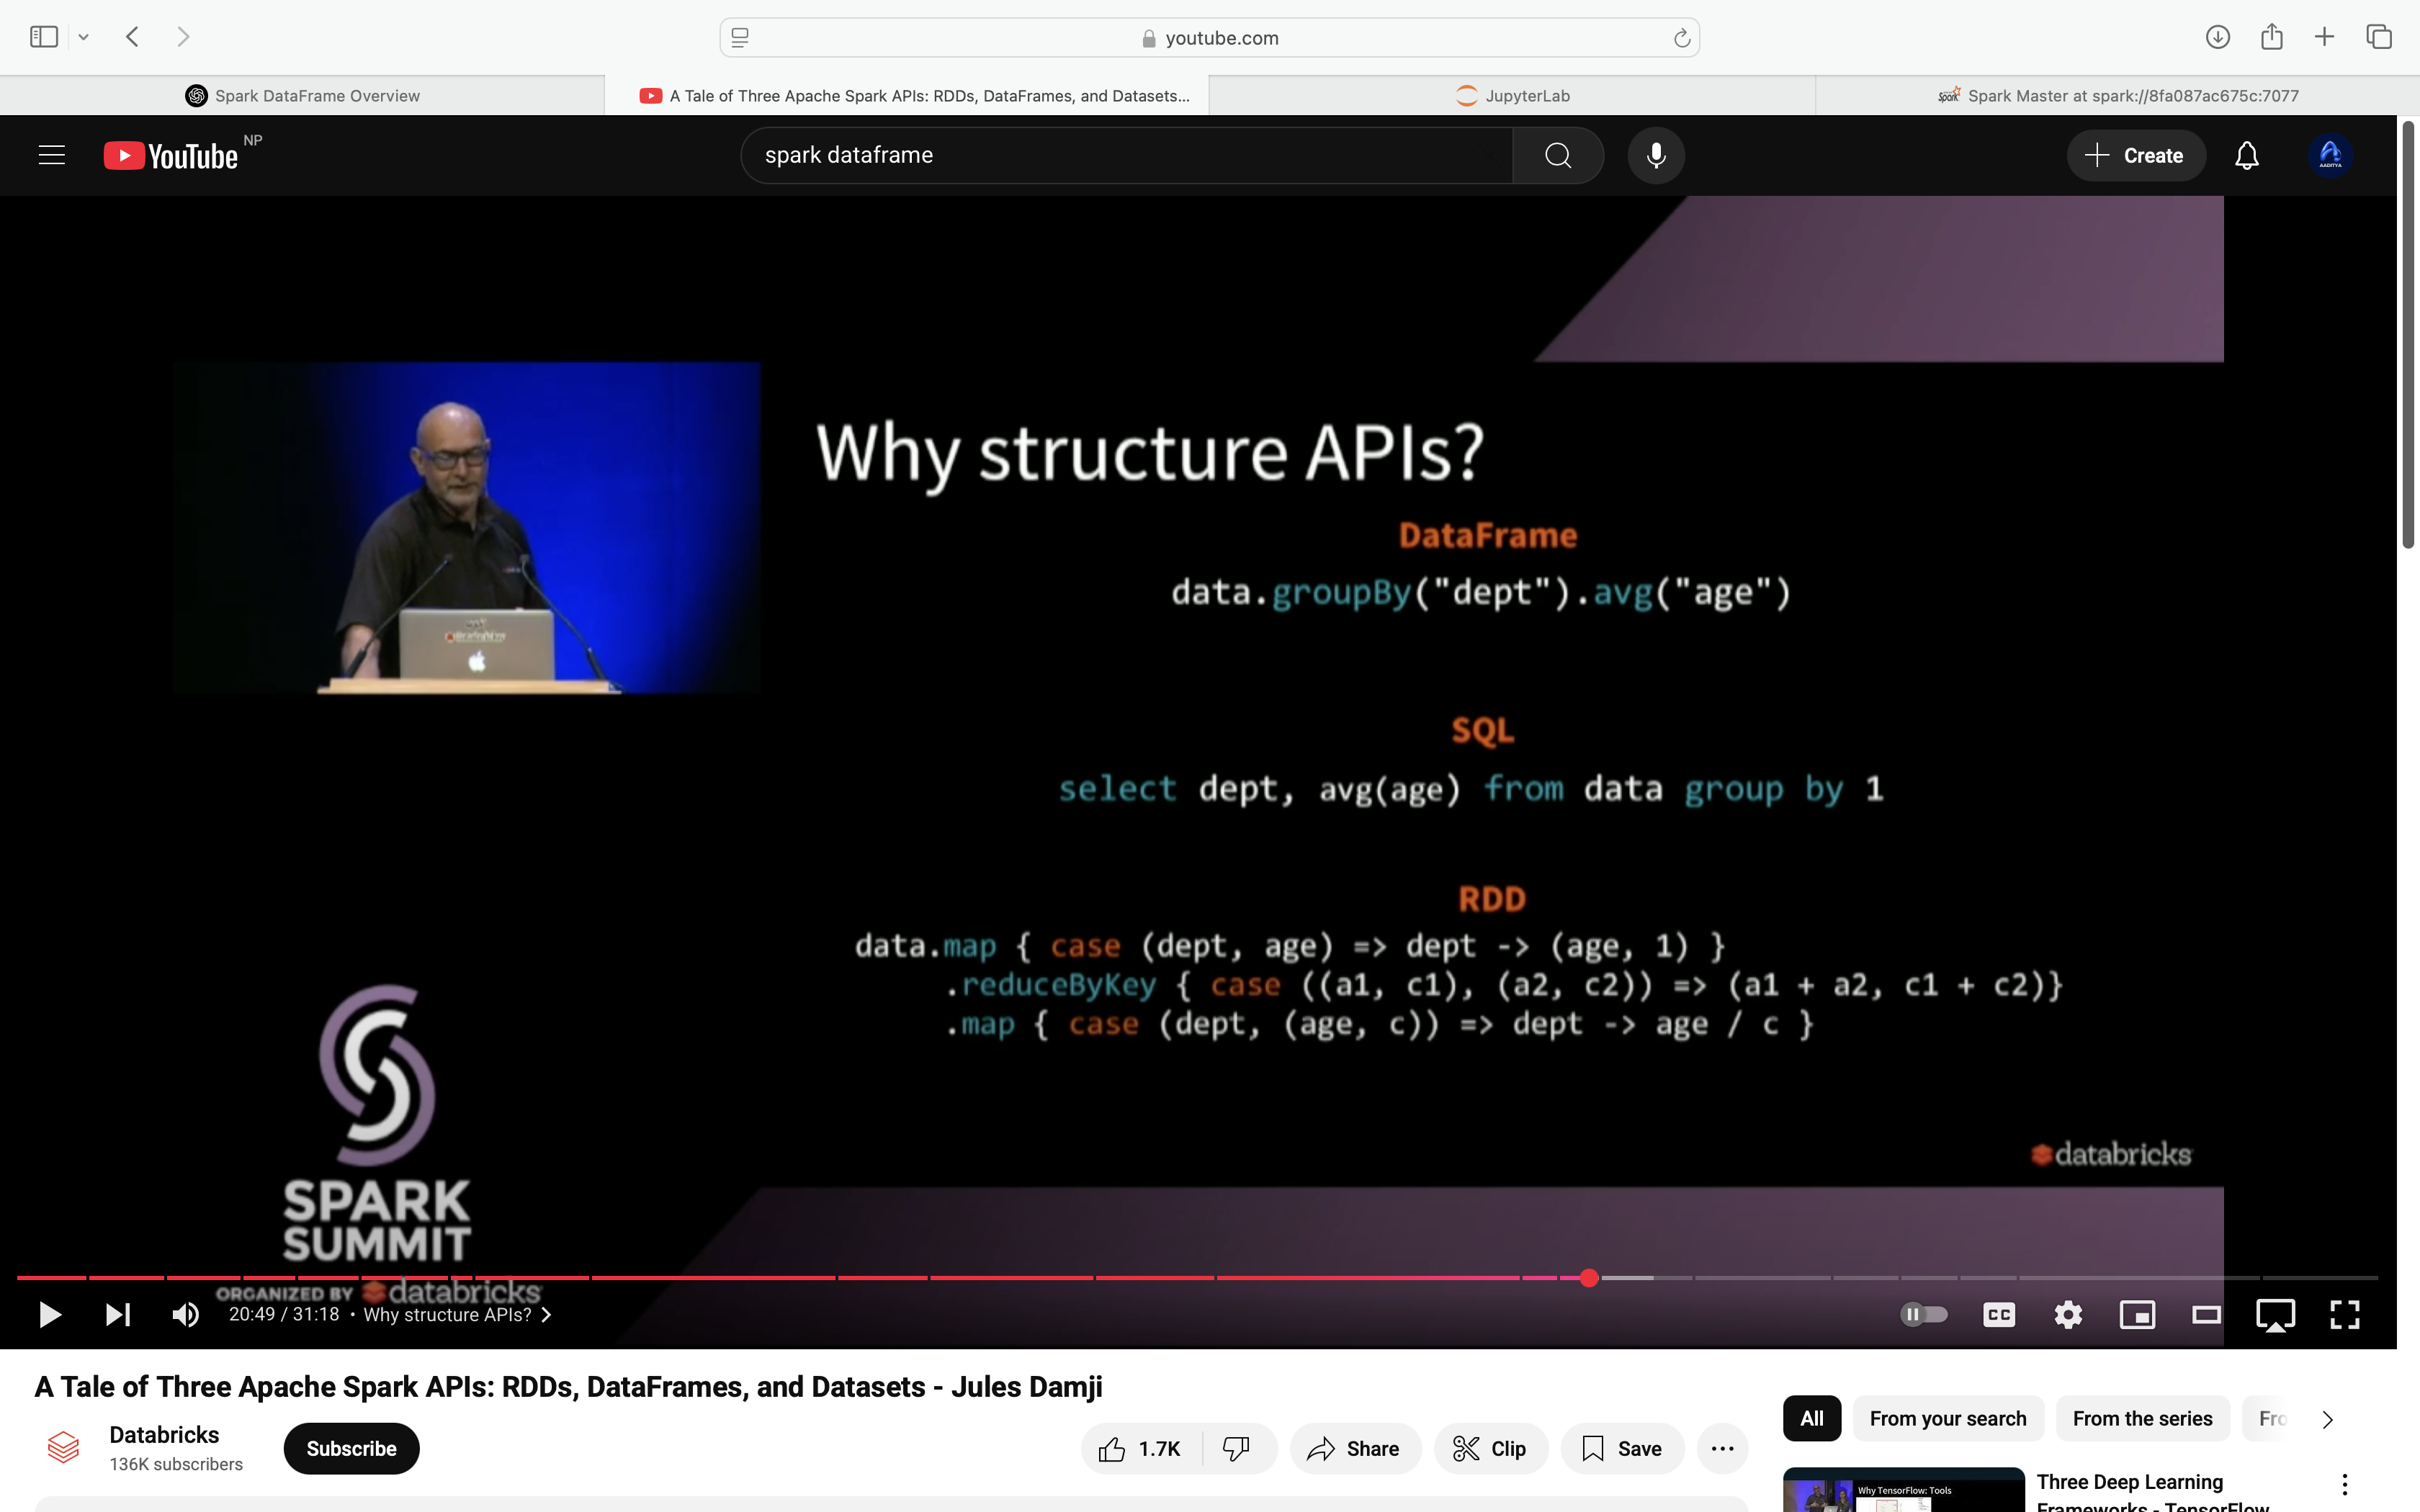 youtube.com
Spark DataFrame Overview
A Tale of Three Apache Spark APIs: RDDs, DataFrames, and Datasets...
JupyterLab
Spark Master at spark://8fa087ac675c:7077
YouTube NP
spark dataframe
Create
AADITYA
Why structure APIs?
DataFrame
data.groupBy("dept").avg("age")
SQL
select dept, avg(age) from data group by 1
RDD
data.map { case (dept, age) => dept -> (age, 1) }
.reduceByKey { case ((a1, c1), (a2, c2)) => (a1 + a2, c1 + c2)}
.map { case (dept, (age, c)) => dept -> age / c }
databricks
SPARK
SUMMIT
ORGANIZED BY databricks
20:49 / 31:18 • Why structure APIs?
CC
A Tale of Three Apache Spark APIs: RDDs, DataFrames, and Datasets - Jules Damji
Databricks
136K subscribers
Subscribe
1.7K
Share
Clip
Save
All
From your search
From the series
Fro
Why TensorFlow: Tools
Three Deep Learning
Frameworks - TensorFlow